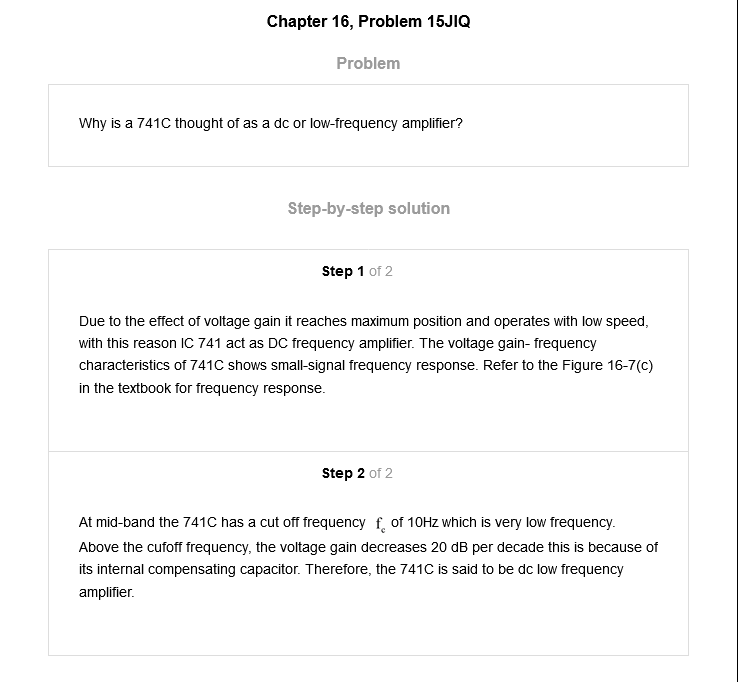 Chapter 16, Problem 15JIQ
Problem
Why is a 741C thought of as a dc or low-frequency amplifier?
Step-by-step solution
Step 1 of 2
Due to the effect of voltage gain it reaches maximum position and operates with low speed,
with this reason IC 741 act as DC frequency amplifier. The voltage gain- frequency
characteristics of 741C shows small-signal frequency response. Refer to the Figure 16-7(c)
in the textbook for frequency response.
Step 2 of 2
At mid-band the 741C has a cut off frequency f_c of 10Hz which is very low frequency.
Above the cufoff frequency, the voltage gain decreases 20 dB per decade this is because of
its internal compensating capacitor. Therefore, the 741C is said to be dc low frequency
amplifier.